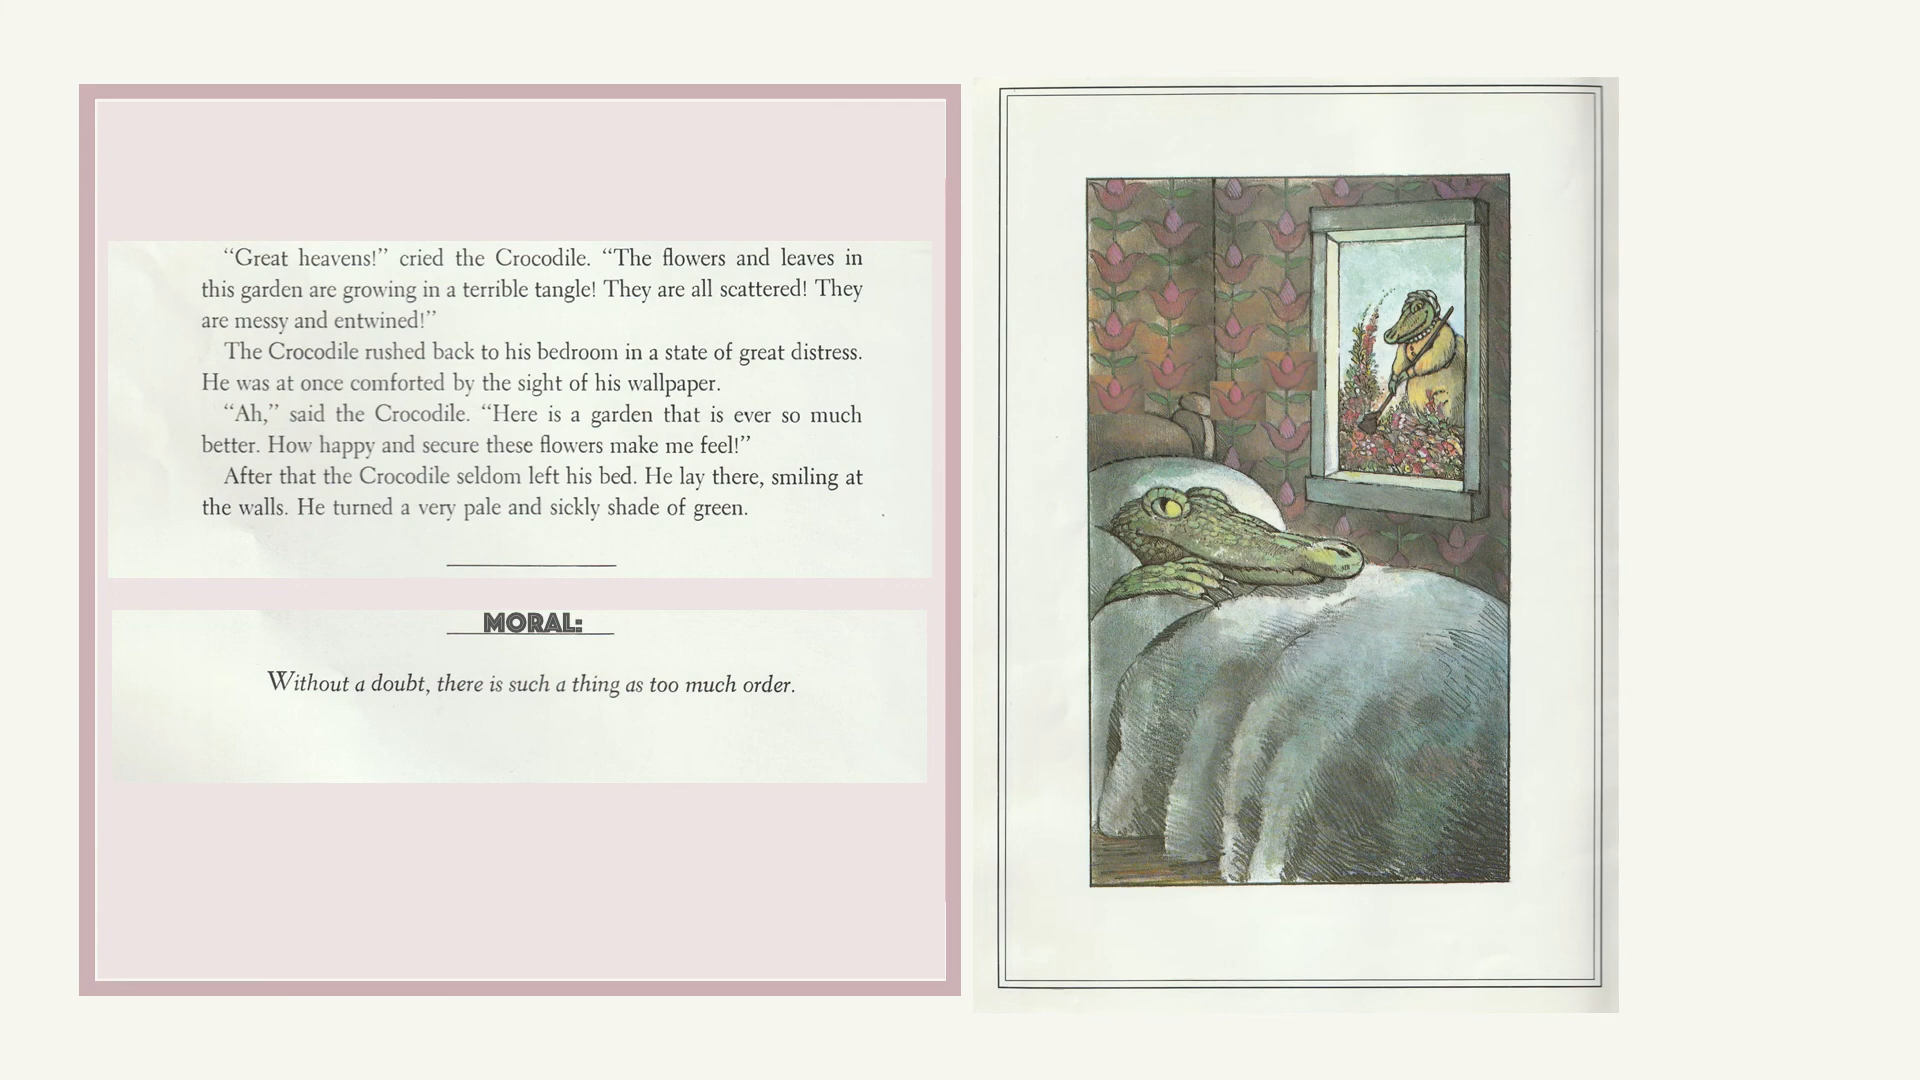 “Great heavens!” cried the Crocodile. “The flowers and leaves in
this garden are growing in a terrible tangle! They are all scattered! They
are messy and entwined!”
The Crocodile rushed back to his bedroom in a state of great distress.
He was at once comforted by the sight of his wallpaper.
“Ah,” said the Crocodile. “Here is a garden that is ever so much
better. How happy and secure these flowers make me feel!”
After that the Crocodile seldom left his bed. He lay there, smiling at
the walls. He turned a very pale and sickly shade of green.
MORAL:
Without a doubt, there is such a thing as too much order.